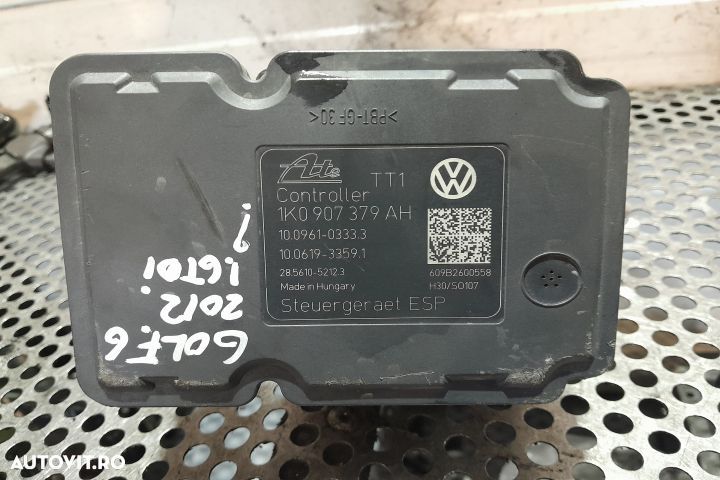 >PBT-GF30<
Ate
TT1
Controller
1K0 907 379 AH
10.0961-0333.3
10.0619-3359.1
28.5610-5212.3
Made in Hungary
609B2600558
H30/SO107
Steuergeraet ESP
GOLF.6
2012.
1.6TDi
!
AUTOVIT.RO